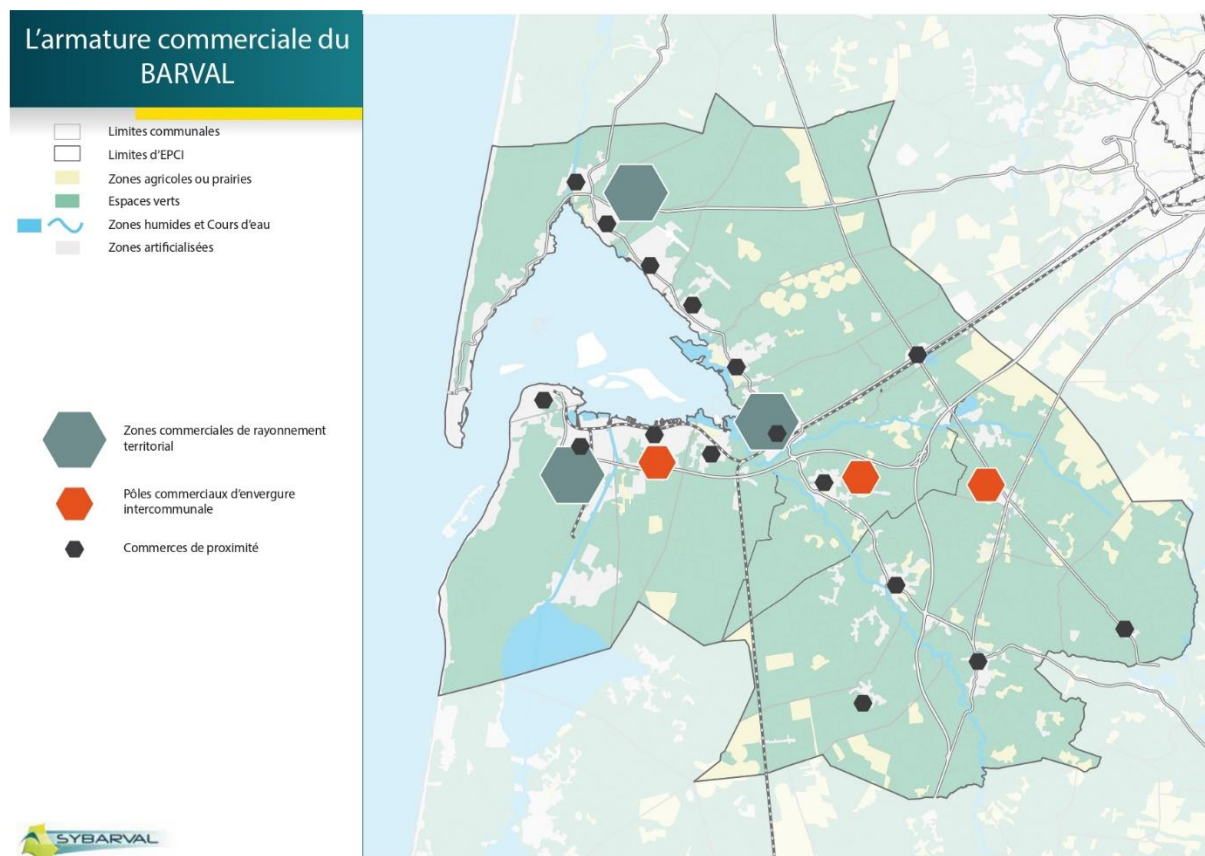 L'armature commerciale du
BARVAL
Limites communales
Limites d'EPCI
Zones agricoles ou prairies
Espaces verts
Zones humides et Cours d'eau
Zones artificialisées
Zones commerciales de rayonnement
territorial
Pôles commerciaux d'envergure
intercommunale
Commerces de proximité
SYBARVAL